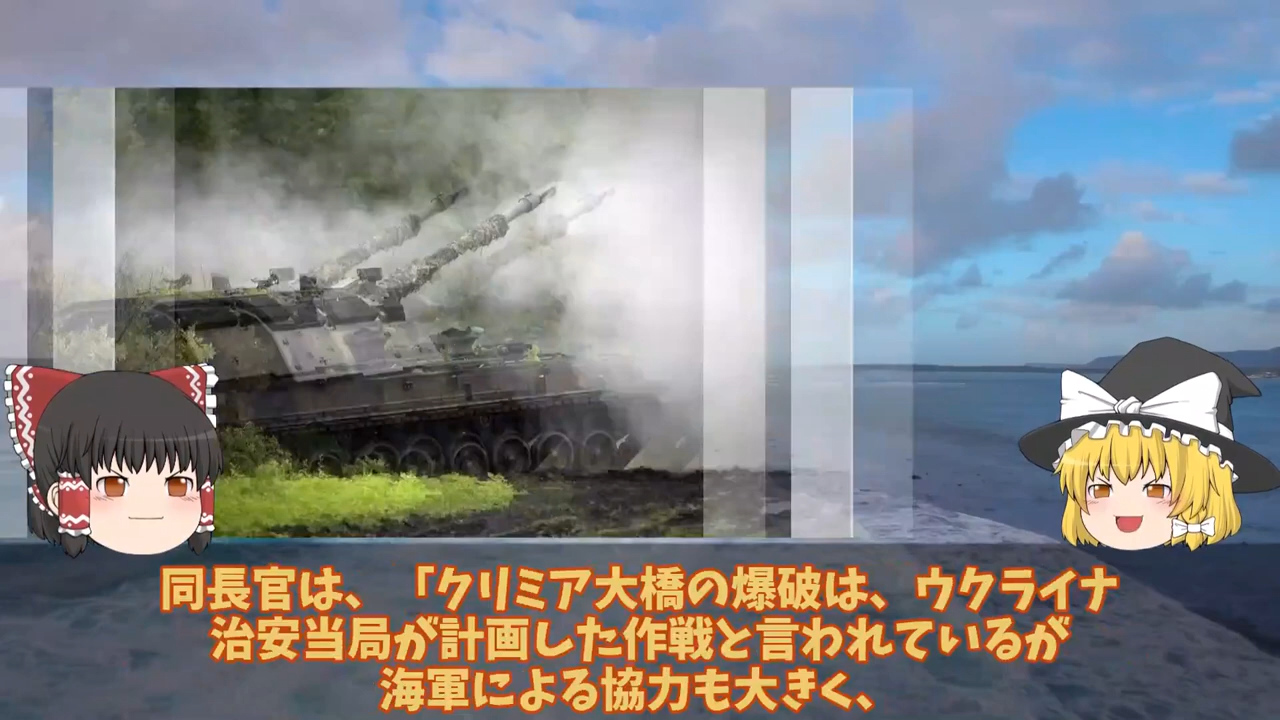 同長官は、「クリミア大橋の爆破は、ウクライナ
治安当局が計画した作戦と言われているが
海軍による協力も大きく、